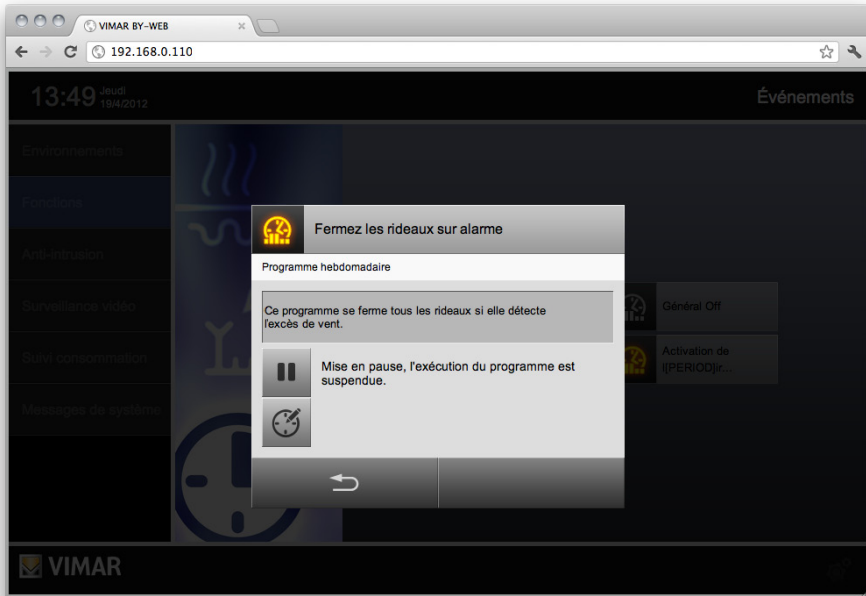 VIMAR BY-WEB
192.168.0.110
13:49 Jeudi
19/4/2012
Événements
Environnements
Fonctions
Anti-intrusion
Surveillance vidéo
Suivi consommation
Messages de système
Fermez les rideaux sur alarme
Programme hebdomadaire
Ce programme se ferme tous les rideaux si elle détecte
l'excès de vent.
Mise en pause, l'exécution du programme est
suspendue.
Général Off
Activation de
l[PERIOD]ir...
VIMAR